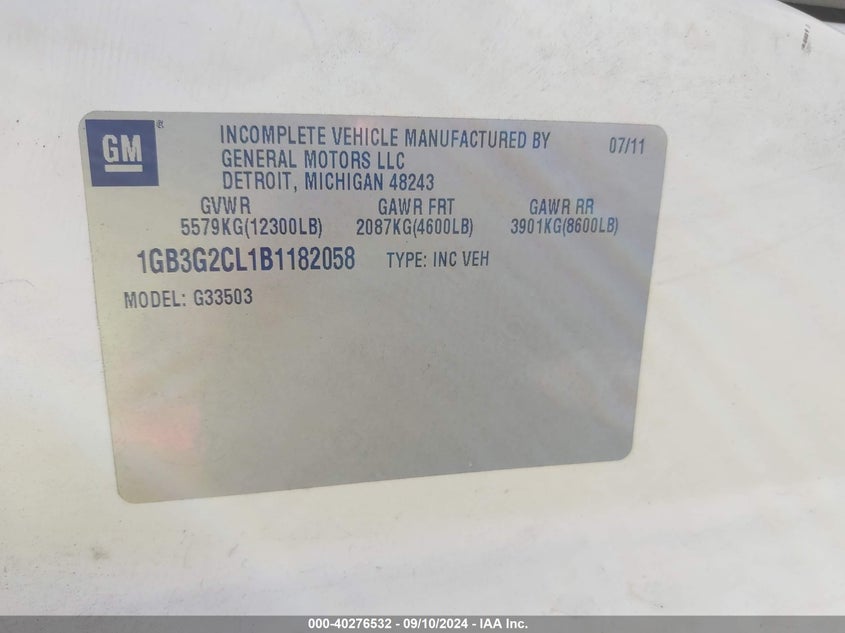 GM®
INCOMPLETE VEHICLE MANUFACTURED BY 07/11
GENERAL MOTORS LLC
DETROIT, MICHIGAN 48243
GVWR GAWR FRT GAWR RR
5579KG(12300LB) 2087KG(4600LB) 3901KG(8600LB)
1GB3G2CL1B1182058 TYPE: INC VEH
MODEL: G33503
000-40276532 - 09/10/2024 - IAA Inc.